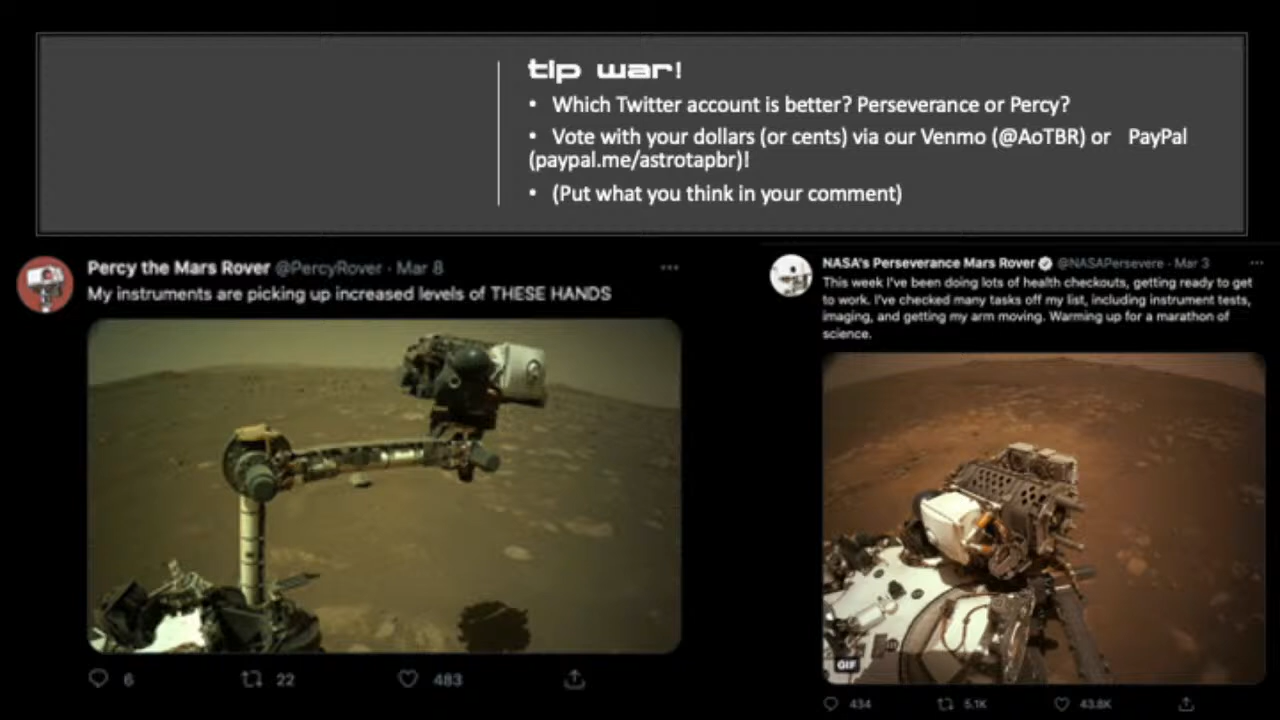 tip war!
• Which Twitter account is better? Perseverance or Percy?
• Vote with your dollars (or cents) via our Venmo (@AoTBR) or PayPal
(paypal.me/astrotapbr)!
• (Put what you think in your comment)
Percy the Mars Rover @PercyRover · Mar 8
My instruments are picking up increased levels of THESE HANDS
6 22 483
NASA's Perseverance Mars Rover @NASAPersevere · Mar 3
This week I've been doing lots of health checkouts, getting ready to get
to work. I've checked many tasks off my list, including instrument tests,
imaging, and getting my arm moving. Warming up for a marathon of
science.
GIF
434 5.1K 43.8K